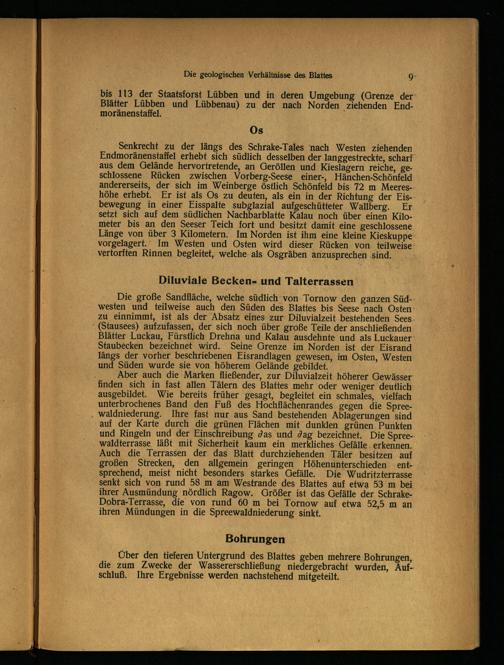 Die geologischen Verhältnisse des Blattes 9
bis 113 der Staatsforst Lübben und in deren Umgebung (Grenze der
Blätter Lübben und Lübbenau) zu der nach Norden ziehenden End-
moränenstaffel.
Os
Senkrecht zu der längs des Schrake-Tales nach Westen ziehenden
Endmoränenstaffel erhebt sich südlich desselben der langgestreckte, scharf
aus dem Gelände hervortretende, an Geröllen und Kieslagern reiche, ge-
schlossene Rücken zwischen Vorberg-Seese einer-, Hänchen-Schönfeld
andererseits, der sich im Weinberge östlich Schönfeld bis 72 m Meeres-
höhe erhebt. Er ist als Os zu deuten, als ein in der Richtung der Eis-
bewegung in einer Eisspalte subglazial aufgeschütteter Wallberg. Er
setzt sich auf dem südlichen Nachbarblatte Kalau noch über einen Kilo-
meter bis an den Seeser Teich fort und besitzt damit eine geschlossene
Länge von über 3 Kilometern. Im Norden ist ihm eine kleine Kieskuppe
vorgelagert. Im Westen und Osten wird dieser Rücken von teilweise
vertorften Rinnen begleitet, welche als Osgräben anzusprechen sind.
Diluviale Becken- und Talterrassen
Die große Sandfläche, welche südlich von Tornow den ganzen Süd-
westen und teilweise auch den Süden des Blattes bis Seese nach Osten
zu einnimmt, ist als der Absatz eines zur Diluvialzeit bestehenden Sees
(Stausees) aufzufassen, der sich noch über große Teile der anschließenden
Blätter Luckau, Fürstlich Drehna und Kalau ausdehnte und als Luckauer
Staubecken bezeichnet wird. Seine Grenze im Norden ist der Eisrand
längs der vorher beschriebenen Eisrandlagen gewesen, im Osten, Westen
und Süden wurde sie von höherem Gelände gebildet.
Aber auch die Marken fließender, zur Diluvialzeit höherer Gewässer
finden sich in fast allen Tälern des Blattes mehr oder weniger deutlich
ausgebildet. Wie bereits früher gesagt, begleitet ein schmales, vielfach
unterbrochenes Band den Fuß des Hochflächenrandes gegen die Spree-
waldniederung. Ihre fast nur aus Sand bestehenden Ablagerungen sind
auf der Karte durch die grünen Flächen mit dunklen grünen Punkten
und Ringeln und der Einschreibung ∂as und ∂ag bezeichnet. Die Spree-
waldterrasse läßt mit Sicherheit kaum ein merkliches Gefälle erkennen.
Auch die Terrassen der das Blatt durchziehenden Täler besitzen auf
großen Strecken, den allgemein geringen Höhenunterschieden ent-
sprechend, meist nicht besonders starkes Gefälle. Die Wudritzterrasse
senkt sich von rund 58 m am Westrande des Blattes auf etwa 53 m bei
ihrer Ausmündung nördlich Ragow. Größer ist das Gefälle der Schrake-
Dobra-Terrasse, die von rund 60 m bei Tornow auf etwa 52,5 m an
ihren Mündungen in die Spreewaldniederung sinkt.
Bohrungen
Über den tieferen Untergrund des Blattes geben mehrere Bohrungen,
die zum Zwecke der Wassererschließung niedergebracht wurden, Auf-
schluß. Ihre Ergebnisse werden nachstehend mitgeteilt.